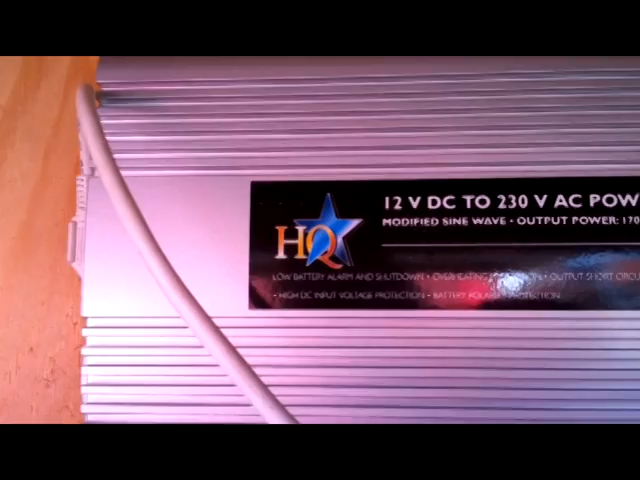 12 V DC TO 230 V AC POW
MODIFIED SINE WAVE • OUTPUT POWER: 170
HQ
LOW BATTERY ALARM AND SHUTDOWN • OVERHEATING PROTECTION • OUTPUT SHORT CIRCU
• HIGH DC INPUT VOLTAGE PROTECTION • BATTERY POLARITY PROTECTION